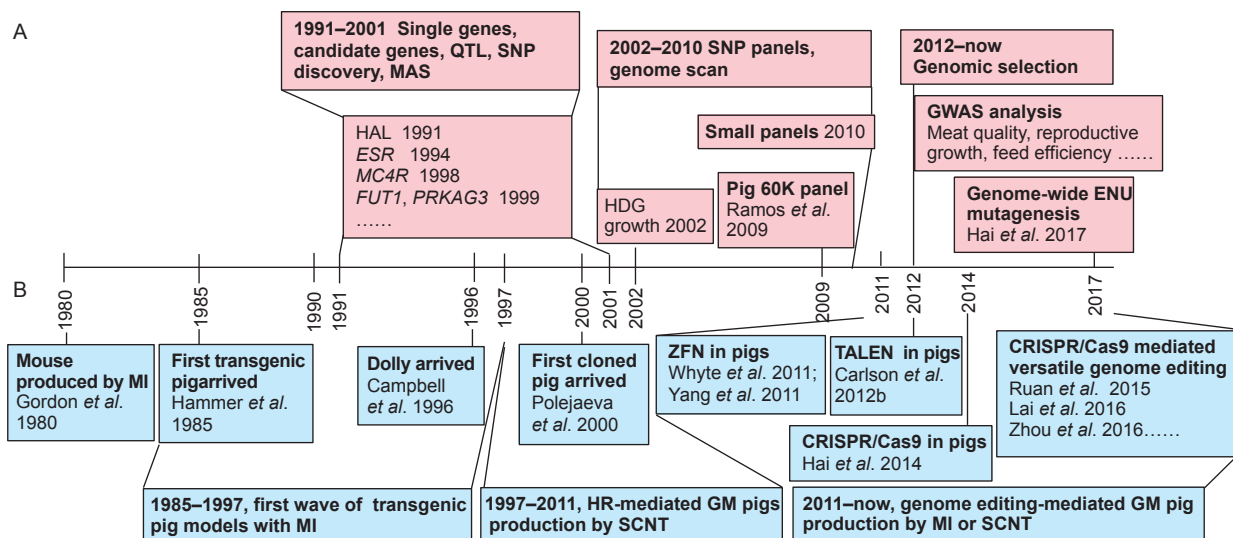 A
1991–2001 Single genes,
candidate genes, QTL, SNP
discovery, MAS
2002–2010 SNP panels,
genome scan
2012–now
Genomic selection
HAL 1991
ESR 1994
MC4R 1998
FUT1, PRKAG3 1999
……
Small panels 2010
GWAS analysis
Meat quality, reproductive
growth, feed efficiency ……
HDG
growth 2002
Pig 60K panel
Ramos et al.
2009
Genome-wide ENU
mutagenesis
Hai et al. 2017
B
1980
1985
1990
1991
1996
1997
2000
2001
2002
2009
2011
2012
2014
2017
Mouse
produced by MI
Gordon et al.
1980
First transgenic
pigarrived
Hammer et al.
1985
Dolly arrived
Campbell
et al. 1996
First cloned
pig arrived
Polejaeva
et al. 2000
ZFN in pigs
Whyte et al. 2011;
Yang et al. 2011
TALEN in pigs
Carlson et al.
2012b
CRISPR/Cas9 mediated
versatile genome editing
Ruan et al. 2015
Lai et al. 2016
Zhou et al. 2016……
CRISPR/Cas9 in pigs
Hai et al. 2014
1985–1997, first wave of transgenic
pig models with MI
1997–2011, HR-mediated GM pigs
production by SCNT
2011–now, genome editing-mediated GM pig
production by MI or SCNT